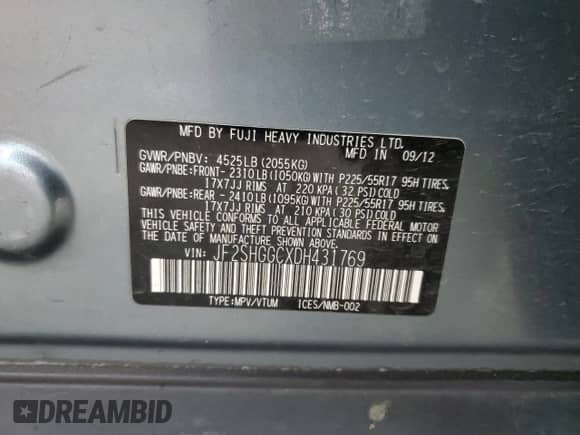 MFD BY FUJI HEAVY INDUSTRIES LTD.
MFD IN 09/12
GVWR/PNBV: 4525LB (2055KG)
GAWR/PNBE:FRONT- 2310LB(1050KG)WITH P225/55R17 95H TIRES,
17X7JJ RIMS AT 220 KPA (32 PSI) COLD
GAWR/PNBE:REAR - 2410LB(1095KG)WITH P225/55R17 95H TIRES,
17X7JJ RIMS AT 210 KPA (30 PSI) COLD
THIS VEHICLE CONFORMS TO ALL APPLICABLE FEDERAL MOTOR
VEHICLE SAFETY AND THEFT PREVENTION STANDARDS IN EFFECT
ON THE DATE OF MANUFACTURE SHOWN ABOVE.
VIN: JF2SHGGCXDH431769
TYPE:MPV/VTUM ICES/NMB-002
DREAMBID